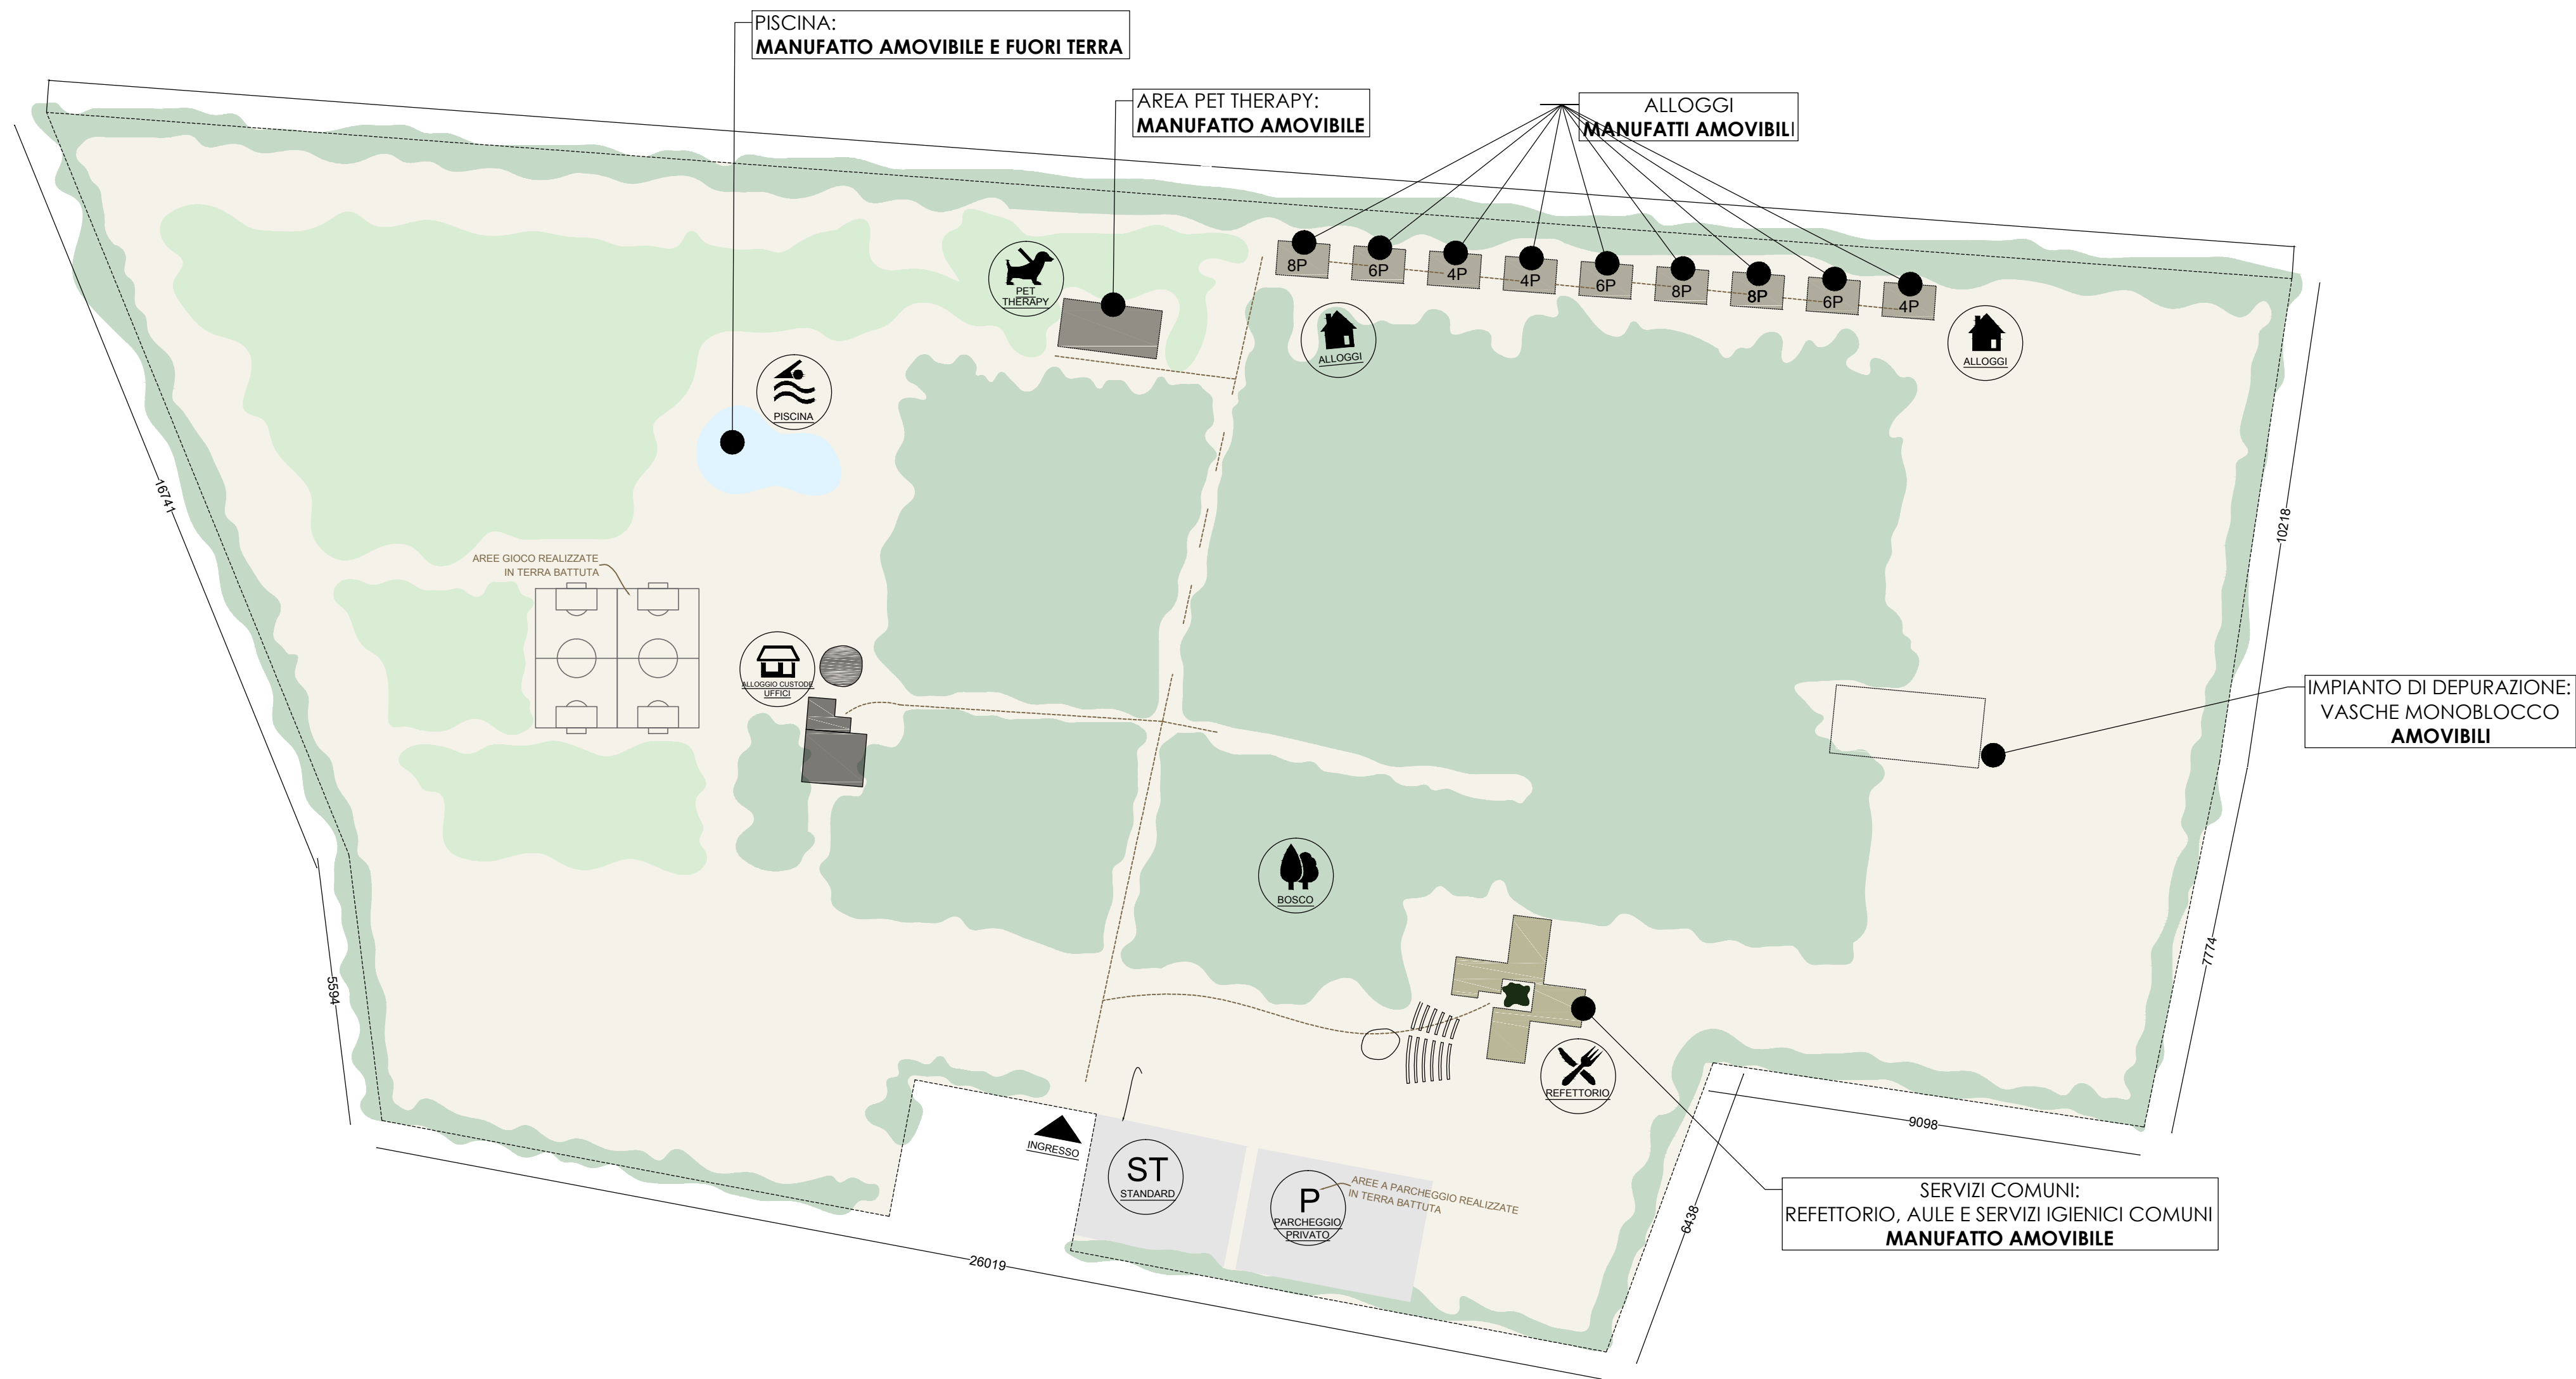 PISCINA:
MANUFATTO AMOVIBILE E FUORI TERRA
AREA PET THERAPY:
MANUFATTO AMOVIBILE
ALLOGGI
MANUFATTI AMOVIBILI
8P
6P
4P
4P
6P
8P
8P
6P
4P
PET
THERAPY
ALLOGGI
ALLOGGI
PISCINA
16741
10218
AREE GIOCO REALIZZATE
IN TERRA BATTUTA
ALLOGGIO CUSTODE
UFFICI
IMPIANTO DI DEPURAZIONE:
VASCHE MONOBLOCCO
AMOVIBILI
BOSCO
5594
7774
REFETTORIO
9098
INGRESSO
ST
STANDARD
P
PARCHEGGIO
PRIVATO
AREE A PARCHEGGIO REALIZZATE
IN TERRA BATTUTA
6438
SERVIZI COMUNI:
REFETTORIO, AULE E SERVIZI IGIENICI COMUNI
MANUFATTO AMOVIBILE
26019